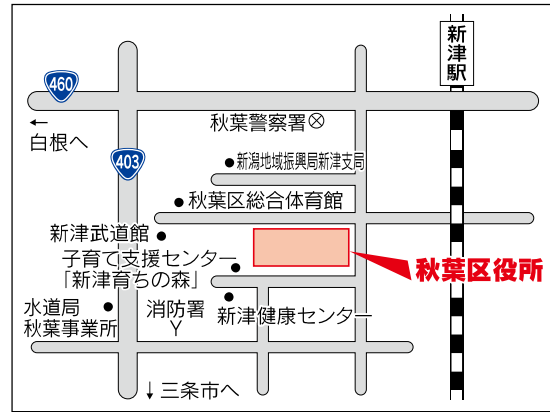 新津駅
460
←
白根へ
秋葉警察署
403
新潟地域振興局新津支局
秋葉区総合体育館
新津武道館
子育て支援センター
「新津育ちの森」
秋葉区役所
水道局
秋葉事業所
消防署
Y
新津健康センター
↓三条市へ